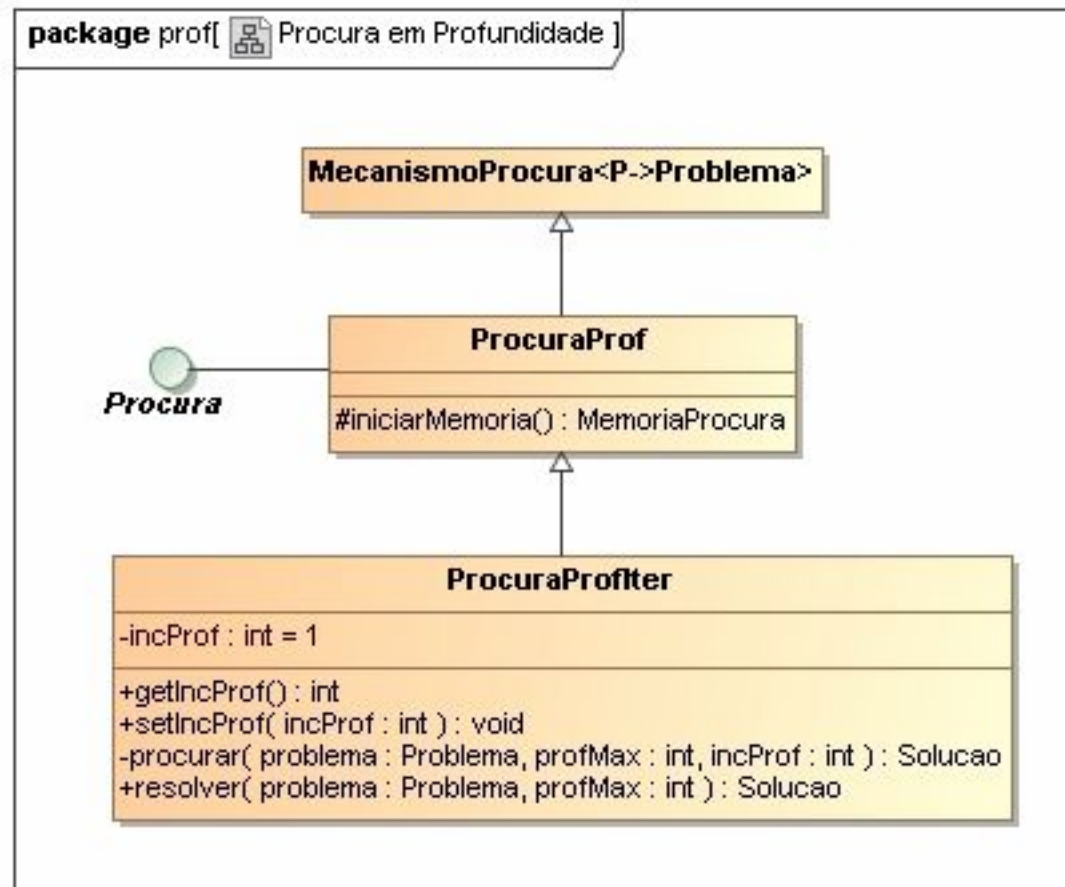 package prof[ Procura em Profundidade ]
MecanismoProcura<P->Problema>
ProcuraProf
Procura
#iniciarMemoria() : MemoriaProcura
ProcuraProfIter
-incProf : int = 1
+getIncProf() : int
+setIncProf( incProf : int ) : void
-procurar( problema : Problema, profMax : int, incProf : int ) : Solucao
+resolver( problema : Problema, profMax : int ) : Solucao